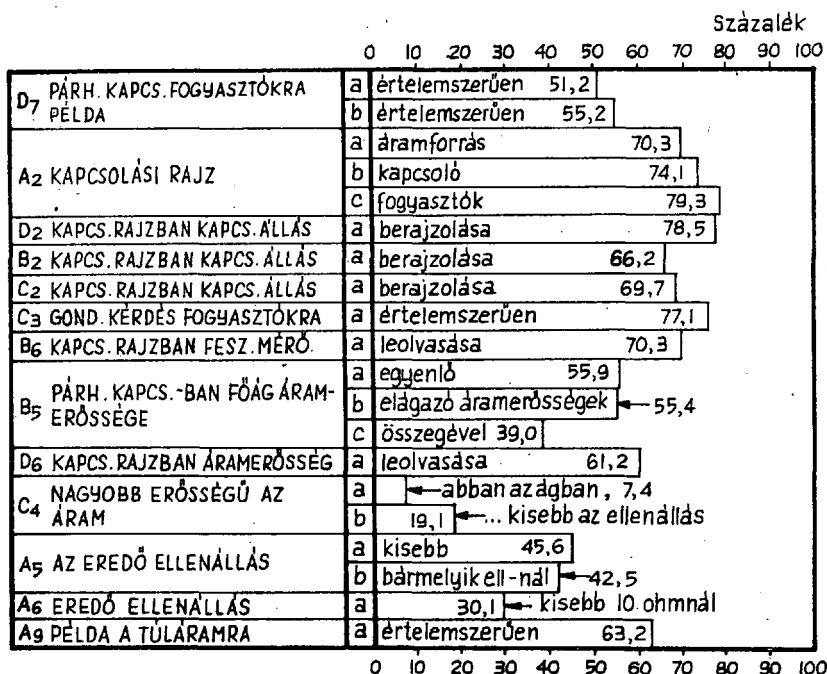 Százalék
0 10 20 30 40 50 60 70 80 90 100
D7 PÁRH. KAPCS. FOGYASZTÓKRA PÉLDA
a értelemszerűen 51,2
b értelemszerűen 55,2
A2 KAPCSOLÁSI RAJZ
a áramforrás 70,3
b kapcsoló 74,1
c fogyasztók 79,3
D2 KAPCS. RAJZBAN KAPCS. ÁLLÁS a berajzolása 78,5
B2 KAPCS. RAJZBAN KAPCS. ÁLLÁS a berajzolása 66,2
C2 KAPCS. RAJZBAN KAPCS. ÁLLÁS a berajzolása 69,7
C3 GOND. KÉRDÉS FOGYASZTÓKRA a értelemszerűen 77,1
B6 KAPCS. RAJZBAN FESZ. MÉRŐ. a leolvasása 70,3
B5 PÁRH. KAPCS.-BAN FŐÁG ÁRAM-
ERŐSSÉGE
a egyenlő 55,9
b elágazó áramerősségek 55,4
c összegével 39,0
D6 KAPCS. RAJZBAN ÁRAMERŐSSÉG a leolvasása 61,2
C4 NAGYOBB ERŐSSÉGŰ AZ
ÁRAM
a abban az ágban, 7,4
b 19,1 ... kisebb az ellenállás
A5 AZ EREDŐ ELLENÁLLÁS
a kisebb 45,6
b bármelyik ell-nál 42,5
A6 EREDŐ ELLENÁLLÁS a 30,1 kisebb 10 ohmnál
A9 PÉLDA A TÚLÁRAMRA a értelemszerűen 63,2
0 10 20 30 40 50 60 70 80 90 100